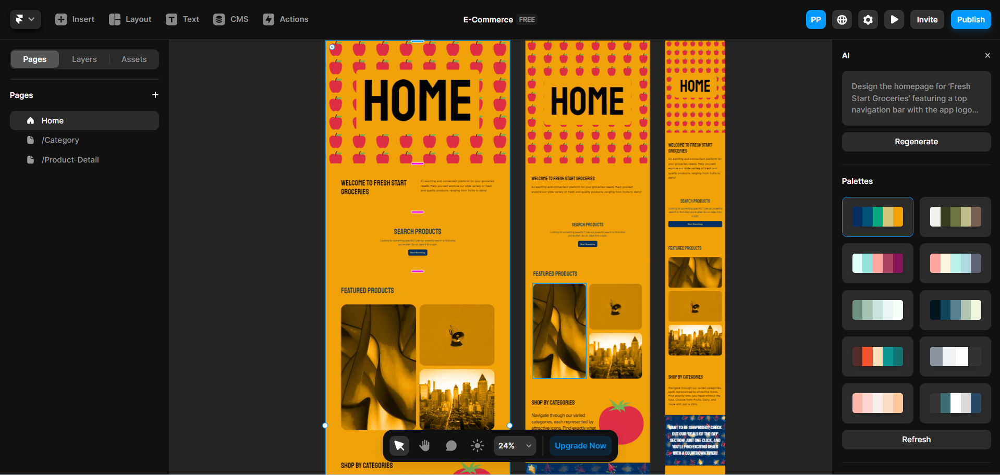 Insert
Layout
Text
CMS
Actions
E-Commerce FREE
PP
Invite
Publish
Pages
Layers
Assets
Pages
Home
/Category
/Product-Detail
HOME
WELCOME TO FRESH START
GROCERIES
An exciting and convenient platform for your groceries
needs. Help yourself explore our wide variety of fresh
and quality products, ranging from fruits to dairy!
SEARCH PRODUCTS
Looking for something specific? Use our powerful search to find what
you're after. Go on, take it for a spin.
Start Searching
FEATURED PRODUCTS
SHOP BY CATEGORIES
HOME
WELCOME TO FRESH START GROCERIES
An exciting and convenient platform for your groceries needs. Help yourself
explore our wide variety of fresh and quality products, ranging from fruits to dairy!
SEARCH PRODUCTS
Looking for something specific? Use our powerful search to find what
you're after. Go on, take it for a spin.
Start Searching
FEATURED PRODUCTS
SHOP BY CATEGORIES
Navigate through our varied
categories, each represented by
attractive icons. Find exactly what
HOME
WELCOME TO FRESH START
GROCERIES
An exciting and convenient platform for
your groceries needs. Help yourself
explore our wide variety of fresh and
quality products, ranging from fruits to
dairy!
SEARCH PRODUCTS
Looking for something specific? Use our powerful
search to find what you're after. Go on, take it for
a spin.
Start Searching
FEATURED PRODUCTS
SHOP BY CATEGORIES
Navigate through our varied categories,
each represented by attractive icons.
Find exactly what you need without the
fuss. Choose from Fruits, Dairy, and
more with just a click.
WANT TO BE SURPRISED? CHECK
OUT OUR 'DEALS OF THE DAY'
SECTION! JUST ONE CLICK, AND
YOU'LL FIND EXCITING DEALS
WITH A COUNTDOWN TIMER!
24%
Upgrade Now
AI
Design the homepage for ‘Fresh
Start Groceries’ featuring a top
navigation bar with the app logo...
Regenerate
Palettes
Refresh